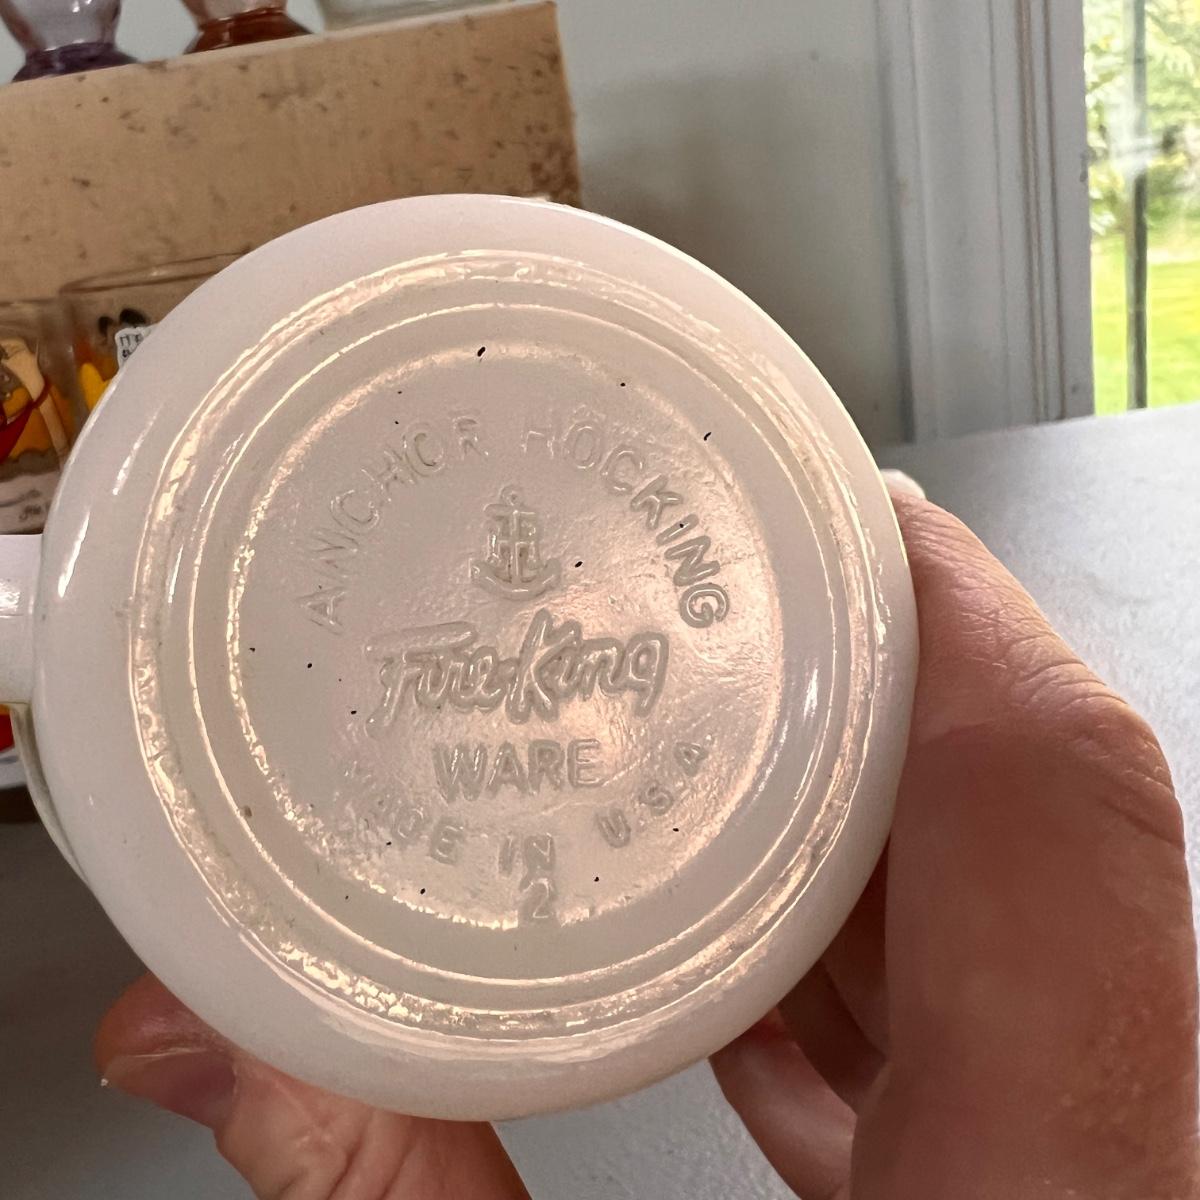 ANCHOR HOCKING
Fire King
WARE
MADE IN U.S.A.
2